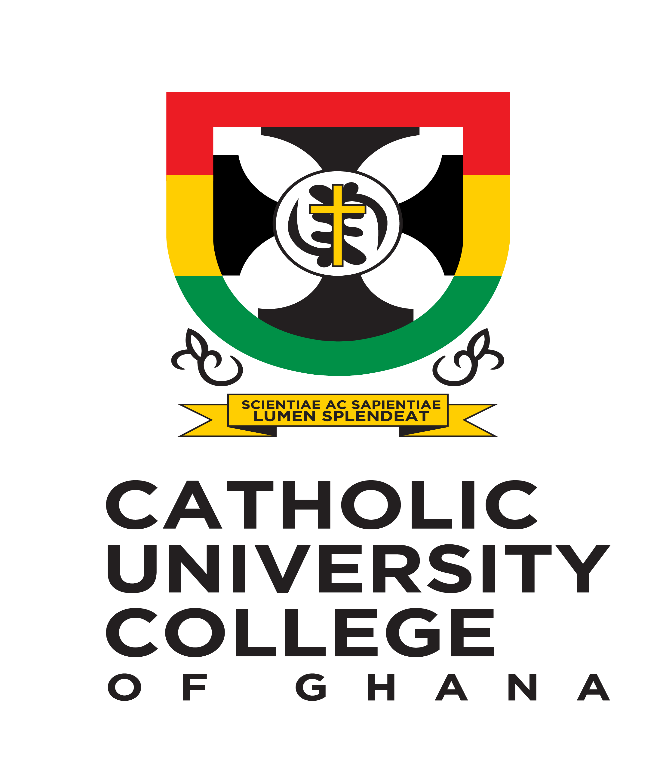 SCIENTIAE AC SAPIENTIAE
LUMEN SPLENDEAT
CATHOLIC
UNIVERSITY
COLLEGE
OF GHANA